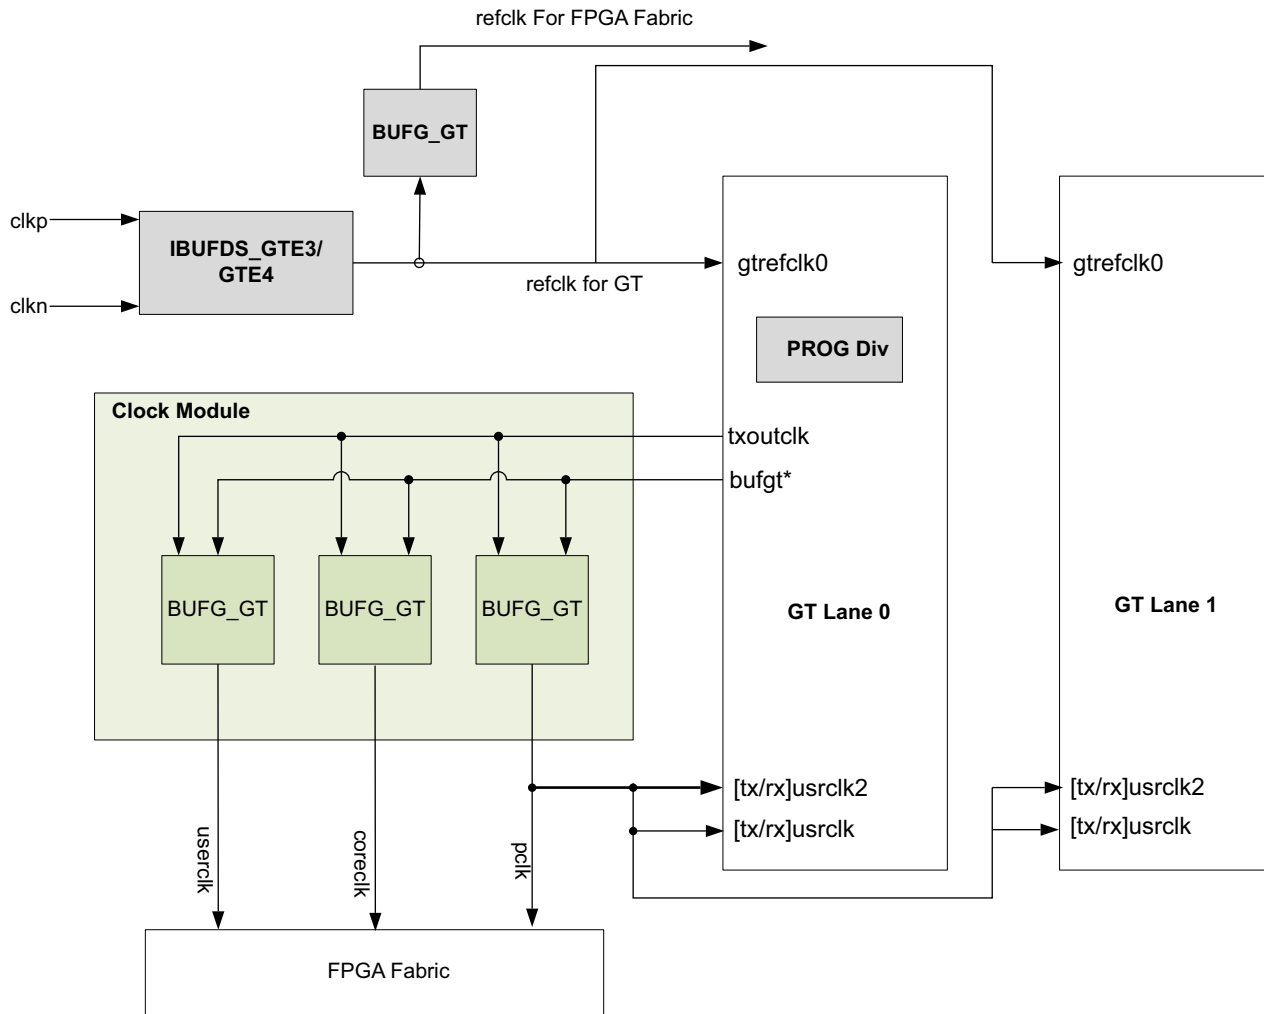 refclk For FPGA Fabric
BUFG_GT
clkp
IBUFDS_GTE3/
GTE4
clkn
refclk for GT
gtrefclk0
gtrefclk0
PROG Div
Clock Module
txoutclk
bufgt*
BUFG_GT
BUFG_GT
BUFG_GT
GT Lane 0
GT Lane 1
[tx/rx]usrclk2
[tx/rx]usrclk
[tx/rx]usrclk2
[tx/rx]usrclk
userclk
coreclk
pclk
FPGA Fabric